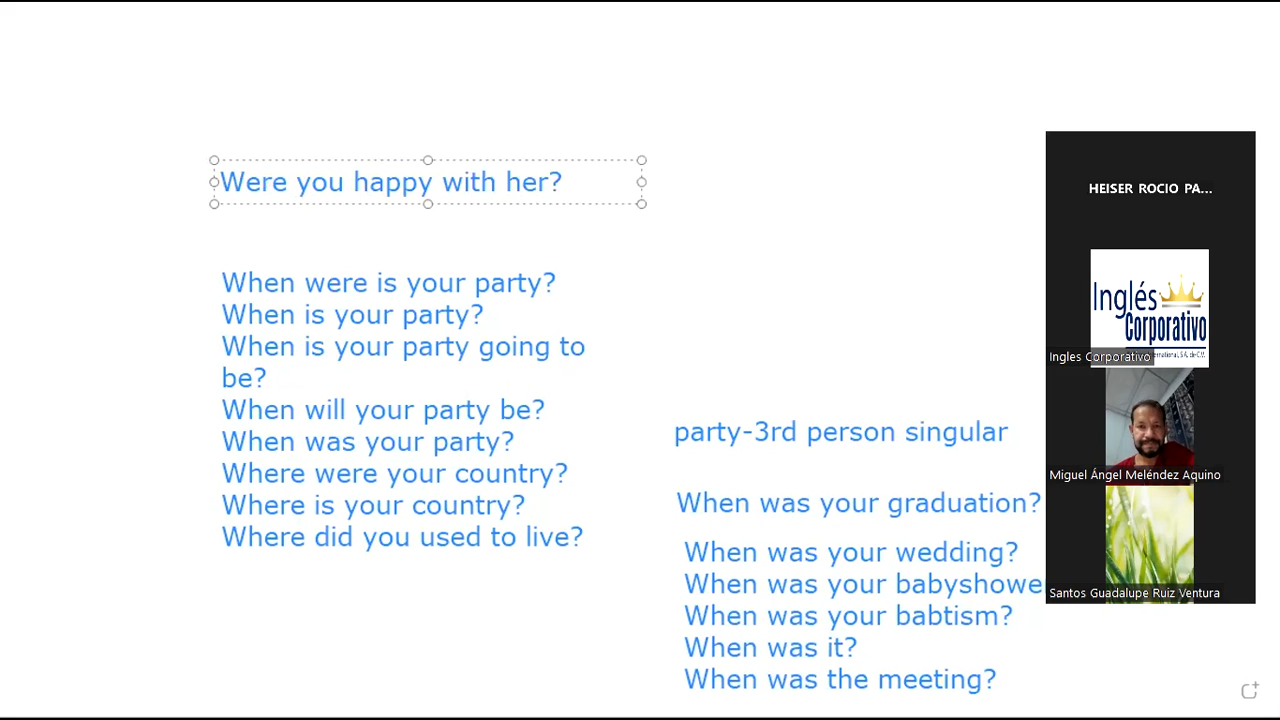 Were you happy with her?
When were is your party?
When is your party?
When is your party going to
be?
When will your party be?
When was your party?
Where were your country?
Where is your country?
Where did you used to live?
party-3rd person singular
When was your graduation?
When was your wedding?
When was your babyshowe
When was your babtism?
When was it?
When was the meeting?
HEISER ROCIO PA...
Inglés
Corporativo
Ingles Corporativo
Miguel Ángel Meléndez Aquino
Santos Guadalupe Ruiz Ventura